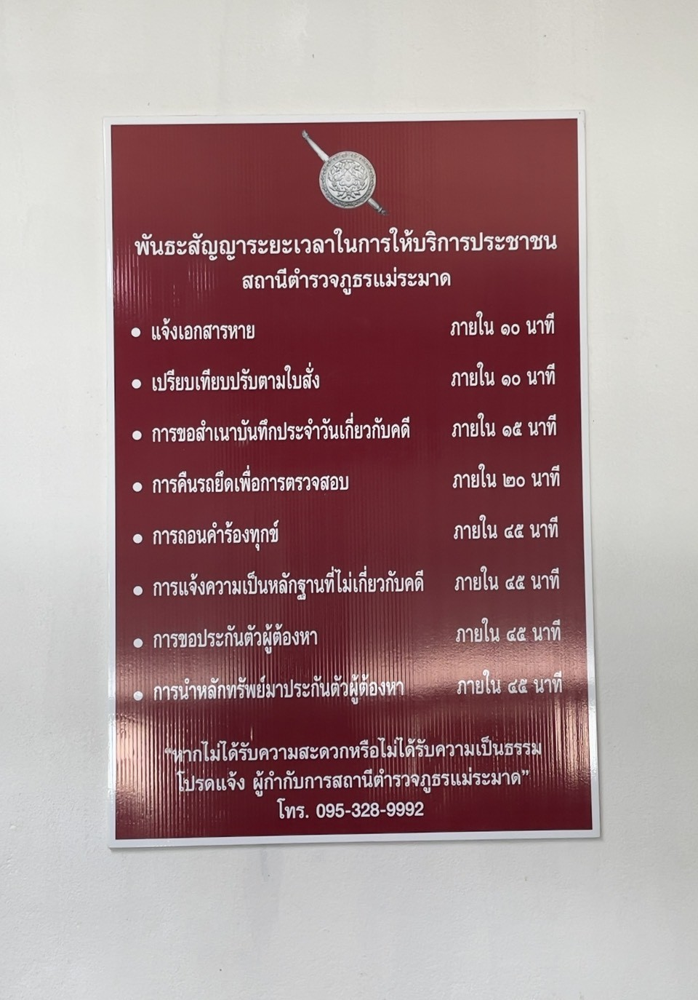 พันธะสัญญาระยะเวลาในการให้บริการประชาชน
สถานีตำรวจภูธรแม่ระมาด
• แจ้งเอกสารหาย ภายใน ๑๐ นาที
• เปรียบเทียบปรับตามใบสั่ง ภายใน ๑๐ นาที
• การขอสำเนาบันทึกประจำวันเกี่ยวกับคดี ภายใน ๑๕ นาที
• การคืนรถยึดเพื่อการตรวจสอบ ภายใน ๒๐ นาที
• การถอนคำร้องทุกข์ ภายใน ๔๕ นาที
• การแจ้งความเป็นหลักฐานที่ไม่เกี่ยวกับคดี ภายใน ๔๕ นาที
• การขอประกันตัวผู้ต้องหา ภายใน ๔๕ นาที
• การนำหลักทรัพย์มาประกันตัวผู้ต้องหา ภายใน ๔๕ นาที
“หากไม่ได้รับความสะดวกหรือไม่ได้รับความเป็นธรรม
โปรดแจ้ง ผู้กำกับการสถานีตำรวจภูธรแม่ระมาด”
โทร. 095-328-9992